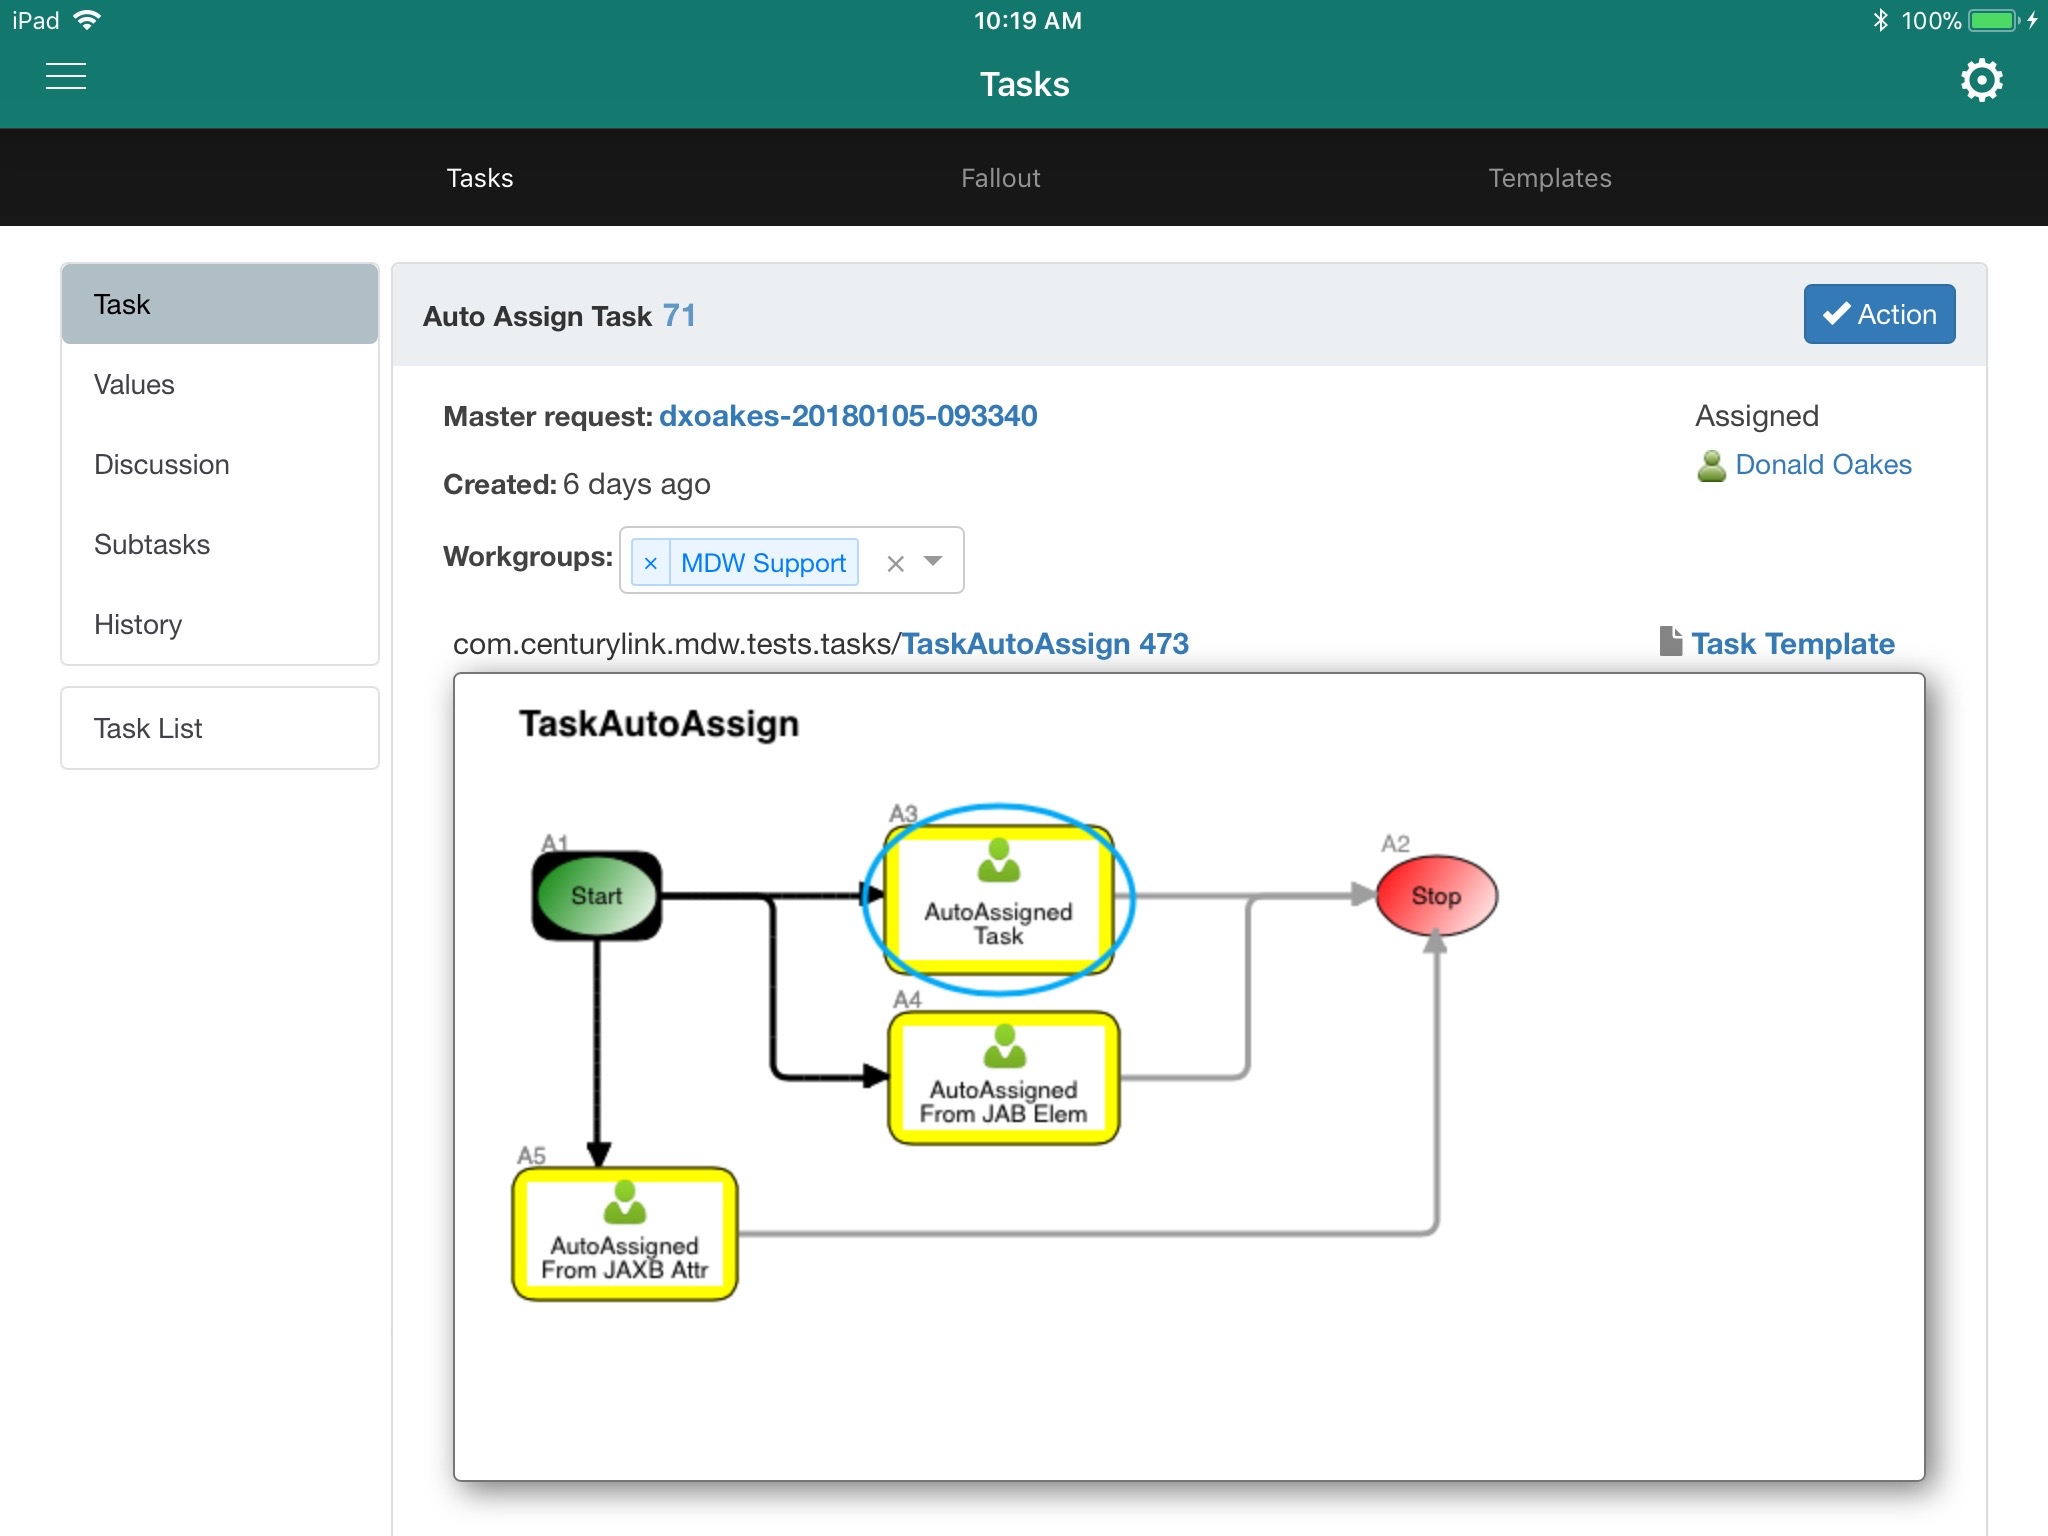 iPad
10:19 AM
100%
Tasks
Tasks
Fallout
Templates
Task
Values
Discussion
Subtasks
History
Task List
Auto Assign Task 71
Action
Master request: dxoakes-20180105-093340
Assigned
Donald Oakes
Created: 6 days ago
Workgroups: × MDW Support ×
com.centurylink.mdw.tests.tasks/TaskAutoAssign 473
Task Template
TaskAutoAssign
A1
Start
A3
AutoAssigned
Task
A2
Stop
A4
AutoAssigned
From JAB Elem
A5
AutoAssigned
From JAXB Attr